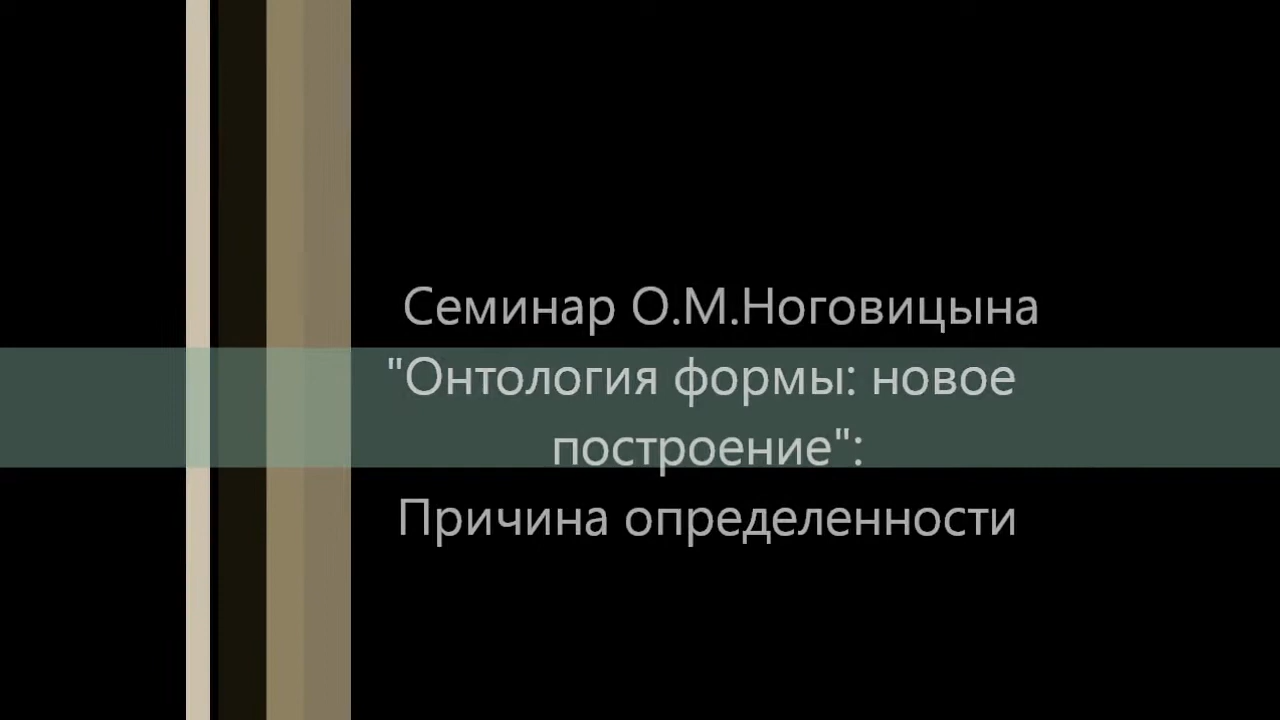 Семинар О.М.Ноговицына
"Онтология формы: новое
построение":
Причина определенности